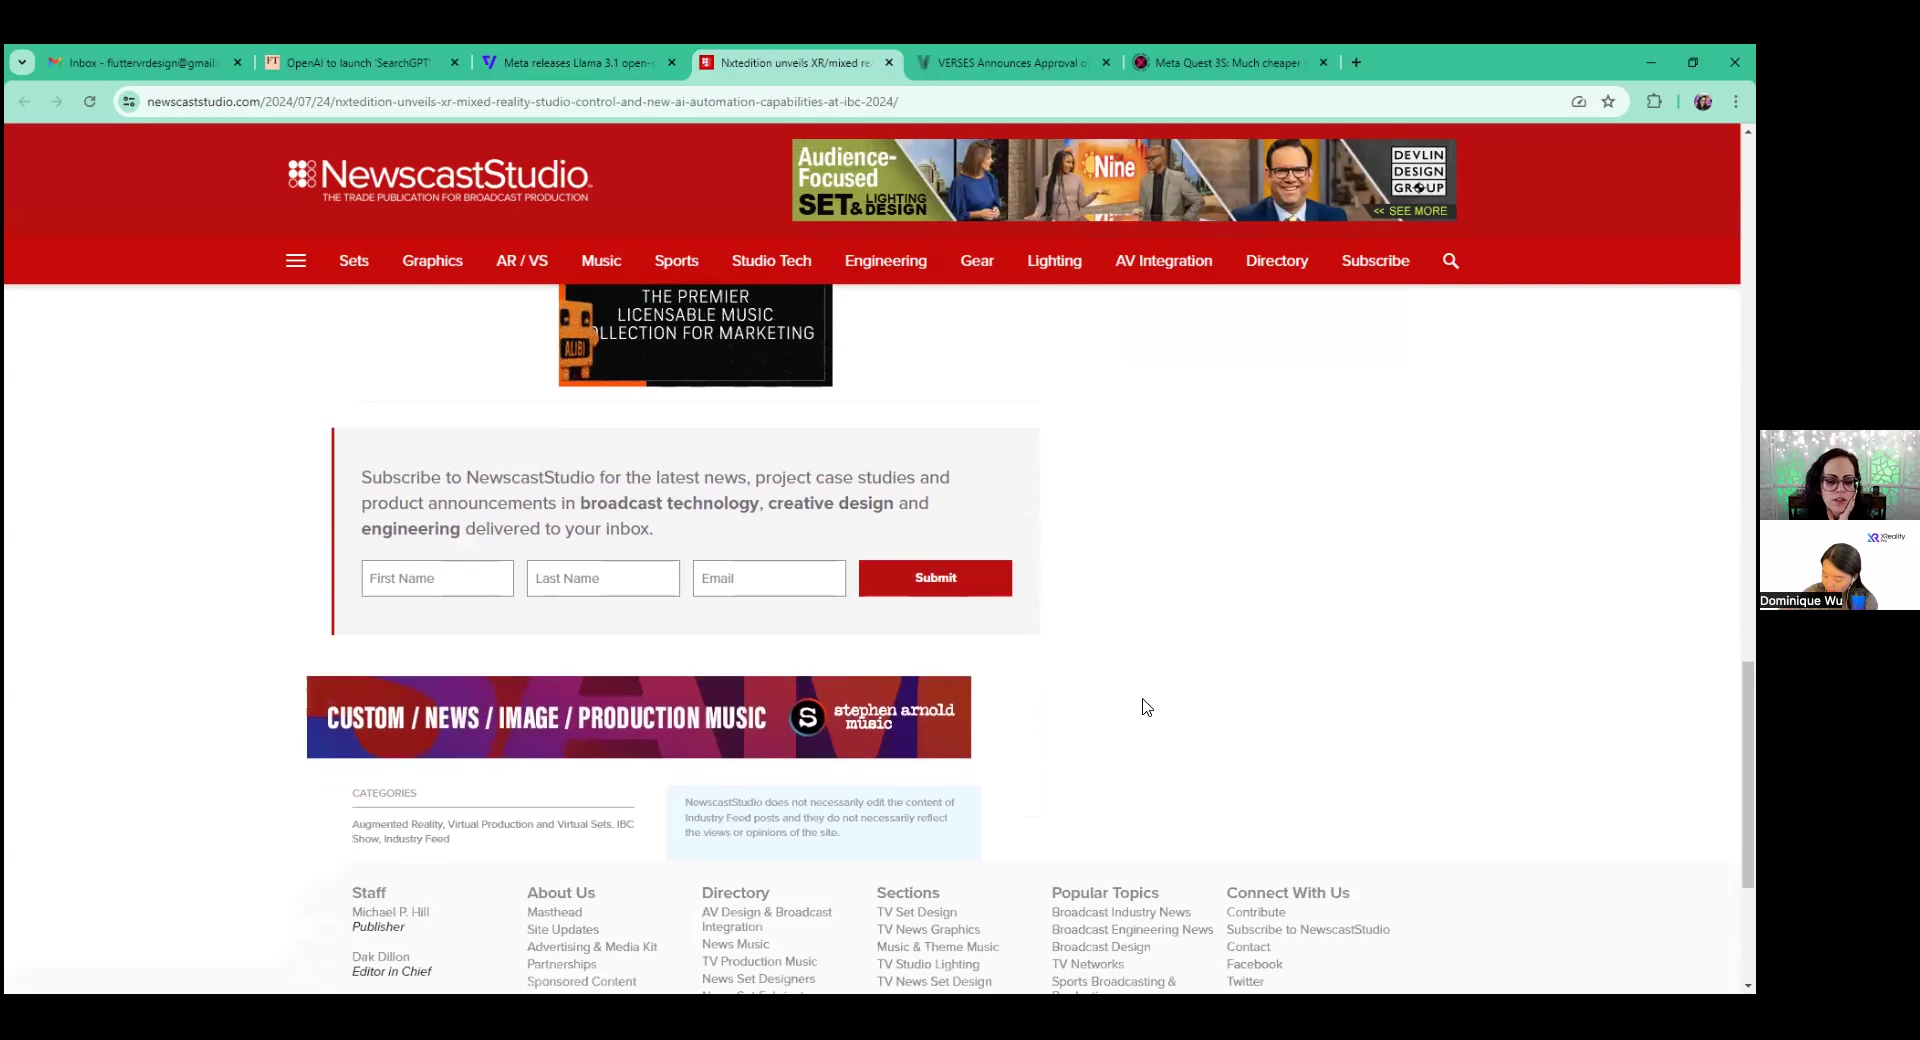 Inbox - fluttervrdesign@gmail
OpenAI to launch 'SearchGPT'
Meta releases Llama 3.1 open-
Nxtedition unveils XR/mixed re
VERSES Announces Approval o
Meta Quest 3S: Much cheaper
newscaststudio.com/2024/07/24/nxtedition-unveils-xr-mixed-reality-studio-control-and-new-ai-automation-capabilities-at-ibc-2024/
NewscastStudio
THE TRADE PUBLICATION FOR BROADCAST PRODUCTION
Audience-
Focused
SET & LIGHTING DESIGN
Nine
DEVLIN
DESIGN
GROUP
<< SEE MORE
Sets Graphics AR / VS Music Sports Studio Tech Engineering Gear Lighting AV Integration Directory Subscribe
THE PREMIER
LICENSABLE MUSIC
OLLECTION FOR MARKETING
ALIBI
Subscribe to NewscastStudio for the latest news, project case studies and
product announcements in broadcast technology, creative design and
engineering delivered to your inbox.
First Name Last Name Email Submit
CUSTOM / NEWS / IMAGE / PRODUCTION MUSIC
S
stephen arnold
music
CATEGORIES
Augmented Reality, Virtual Production and Virtual Sets, IBC
Show, Industry Feed
NewscastStudio does not necessarily edit the content of
Industry Feed posts and they do not necessarily reflect
the views or opinions of the site.
Staff
Michael P. Hill
Publisher
Dak Dillon
Editor in Chief
About Us
Masthead
Site Updates
Advertising & Media Kit
Partnerships
Sponsored Content
Directory
AV Design & Broadcast
Integration
News Music
TV Production Music
News Set Designers
Sections
TV Set Design
TV News Graphics
Music & Theme Music
TV Studio Lighting
TV News Set Design
Popular Topics
Broadcast Industry News
Broadcast Engineering News
Broadcast Design
TV Networks
Sports Broadcasting &
Connect With Us
Contribute
Subscribe to NewscastStudio
Contact
Facebook
Twitter
XReality
Dominique Wu